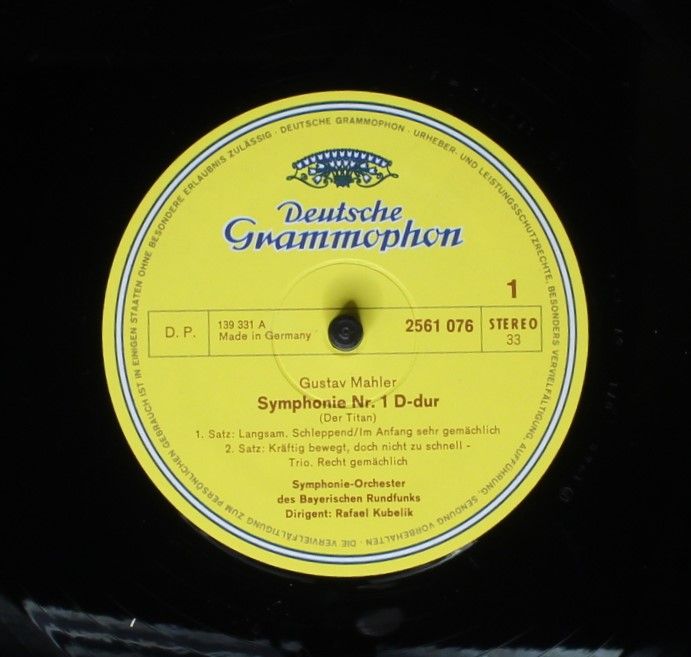 DIE VERVIELFÄLTIGUNG ZUM PERSÖNLICHEN GEBRAUCH IST IN EINIGEN STAATEN OHNE BESONDERE ERLAUBNIS ZULÄSSIG · DEUTSCHE GRAMMOPHON · URHEBER- UND LEISTUNGSSCHUTZRECHTE, BESONDERS VERVIELFÄLTIGUNG, AUFFÜHRUNG, SENDUNG VORBEHALTEN ·
Deutsche
Grammophon
1
D. P.
139 331 A
Made in Germany
2561 076
STEREO
33
Gustav Mahler
Symphonie Nr. 1 D-dur
(Der Titan)
1. Satz: Langsam. Schleppend/Im Anfang sehr gemächlich
2. Satz: Kräftig bewegt, doch nicht zu schnell -
Trio. Recht gemächlich
Symphonie-Orchester
des Bayerischen Rundfunks
Dirigent: Rafael Kubelik